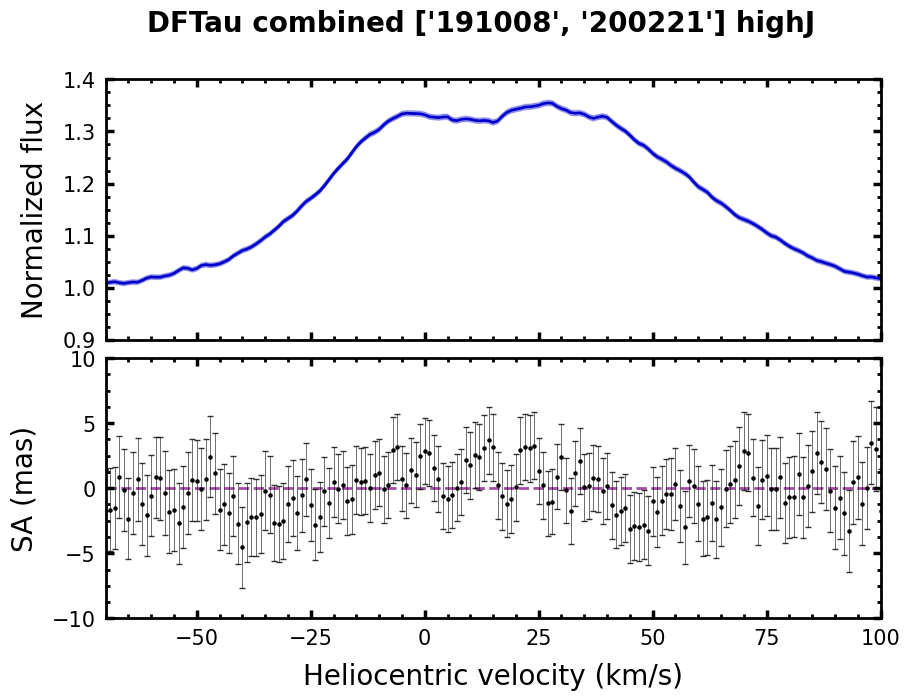 DFTau combined ['191008', '200221'] highJ
1.4
1.3
1.2
1.1
1.0
0.9
Normalized flux
10
5
0
−5
−10
SA (mas)
−50 −25 0 25 50 75 100
Heliocentric velocity (km/s)